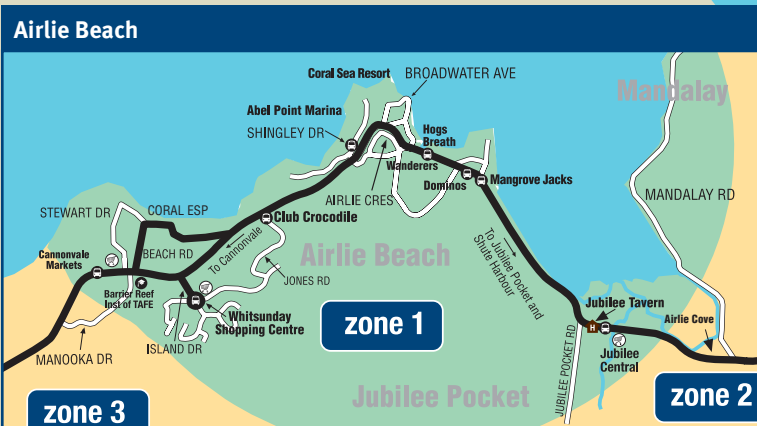 Airlie Beach
Coral Sea Resort
BROADWATER AVE
Mandalay
Abel Point Marina
SHINGLEY DR
Hogs
Breath
Wanderers
Dominos
Mangrove Jacks
AIRLIE CRES
MANDALAY RD
STEWART DR
CORAL ESP
Club Crocodile
BEACH RD
To Cannonvale
Airlie Beach
To Jubilee Pocket and
Shute Harbour
Cannonvale
Markets
JONES RD
Barrier Reef
Inst of TAFE
Whitsunday
Shopping Centre
zone 1
Jubilee Tavern
H
Airlie Cove
MANOOKA DR
ISLAND DR
JUBILEE POCKET RD
Jubilee
Central
Jubilee Pocket
zone 3
zone 2